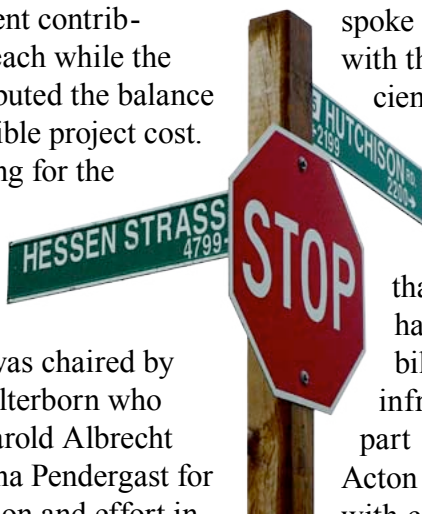 ent contrib-
each while the
buted the balance
ible project cost.
ng for the
was chaired by
lterborn who
arold Albrecht
na Pendergast for
on and effort in
HESSEN STRASS
4799-
HUTCHISON RD.
-2199 2200→
STOP
spoke
with th
cien
tha
ha
bil
infr
part
Acton
with